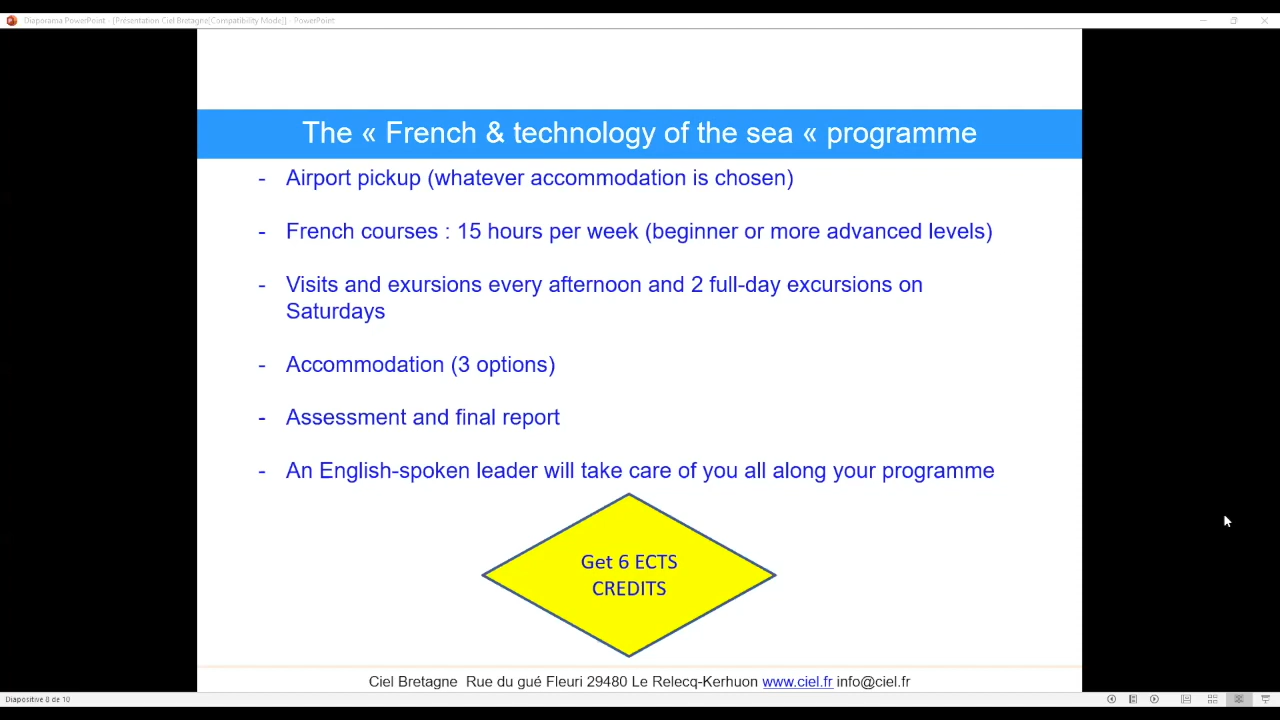 Diaporama PowerPoint - [Présentation Ciel Bretagne[Compatibility Mode]] - PowerPoint
The « French & technology of the sea « programme
- Airport pickup (whatever accommodation is chosen)
- French courses : 15 hours per week (beginner or more advanced levels)
- Visits and exursions every afternoon and 2 full-day excursions on
Saturdays
- Accommodation (3 options)
- Assessment and final report
- An English-spoken leader will take care of you all along your programme
Get 6 ECTS
CREDITS
Ciel Bretagne Rue du gué Fleuri 29480 Le Relecq-Kerhuon www.ciel.fr info@ciel.fr
Diapositive 8 de 10